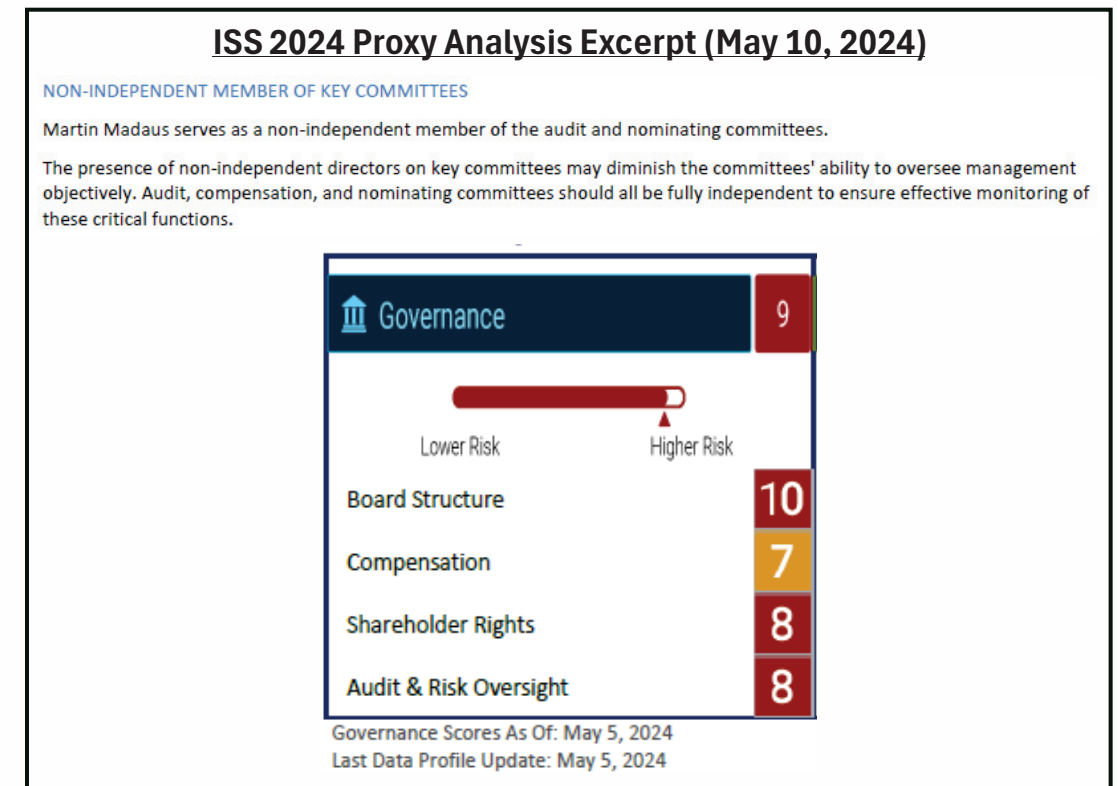 ISS 2024 Proxy Analysis Excerpt (May 10, 2024)
NON-INDEPENDENT MEMBER OF KEY COMMITTEES
Martin Madaus serves as a non-independent member of the audit and nominating committees.
The presence of non-independent directors on key committees may diminish the committees' ability to oversee management
objectively. Audit, compensation, and nominating committees should all be fully independent to ensure effective monitoring of
these critical functions.
Governance 9
Lower Risk Higher Risk
Board Structure 10
Compensation 7
Shareholder Rights 8
Audit & Risk Oversight 8
Governance Scores As Of: May 5, 2024
Last Data Profile Update: May 5, 2024